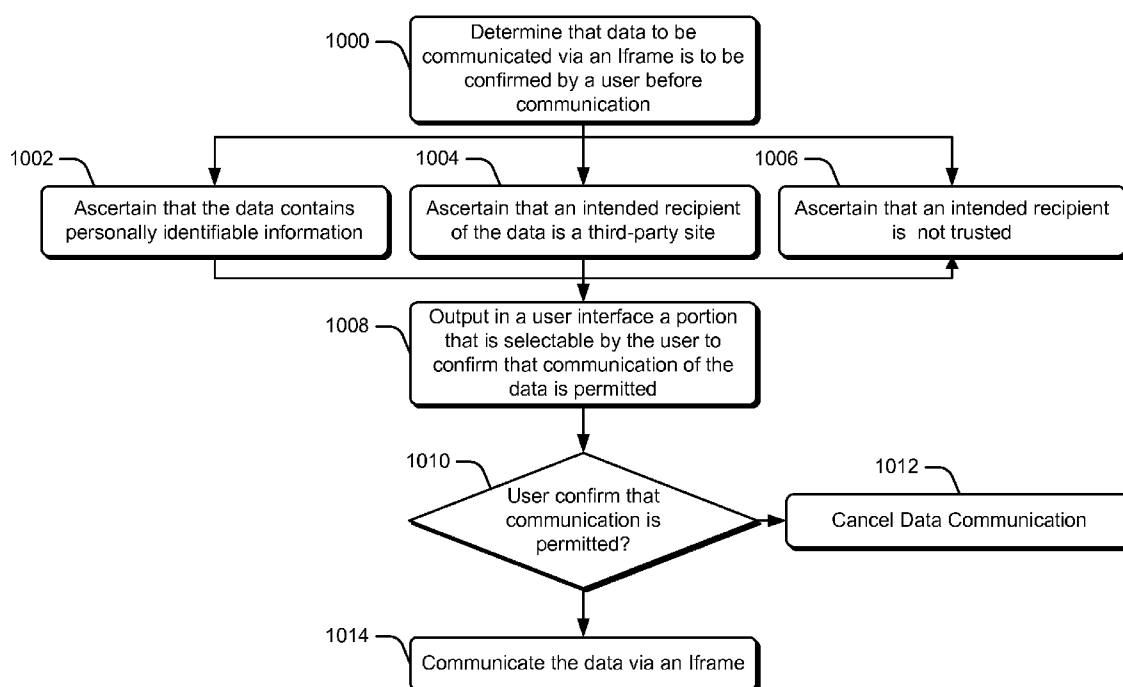 1000
Determine that data to be
communicated via an Iframe is to be
confirmed by a user before
communication
1002
Ascertain that the data contains
personally identifiable information
1004
Ascertain that an intended recipient
of the data is a third-party site
1006
Ascertain that an intended recipient
is not trusted
1008
Output in a user interface a portion
that is selectable by the user to
confirm that communication of the
data is permitted
1010
User confirm that
communication is
permitted?
1012
Cancel Data Communication
1014
Communicate the data via an Iframe